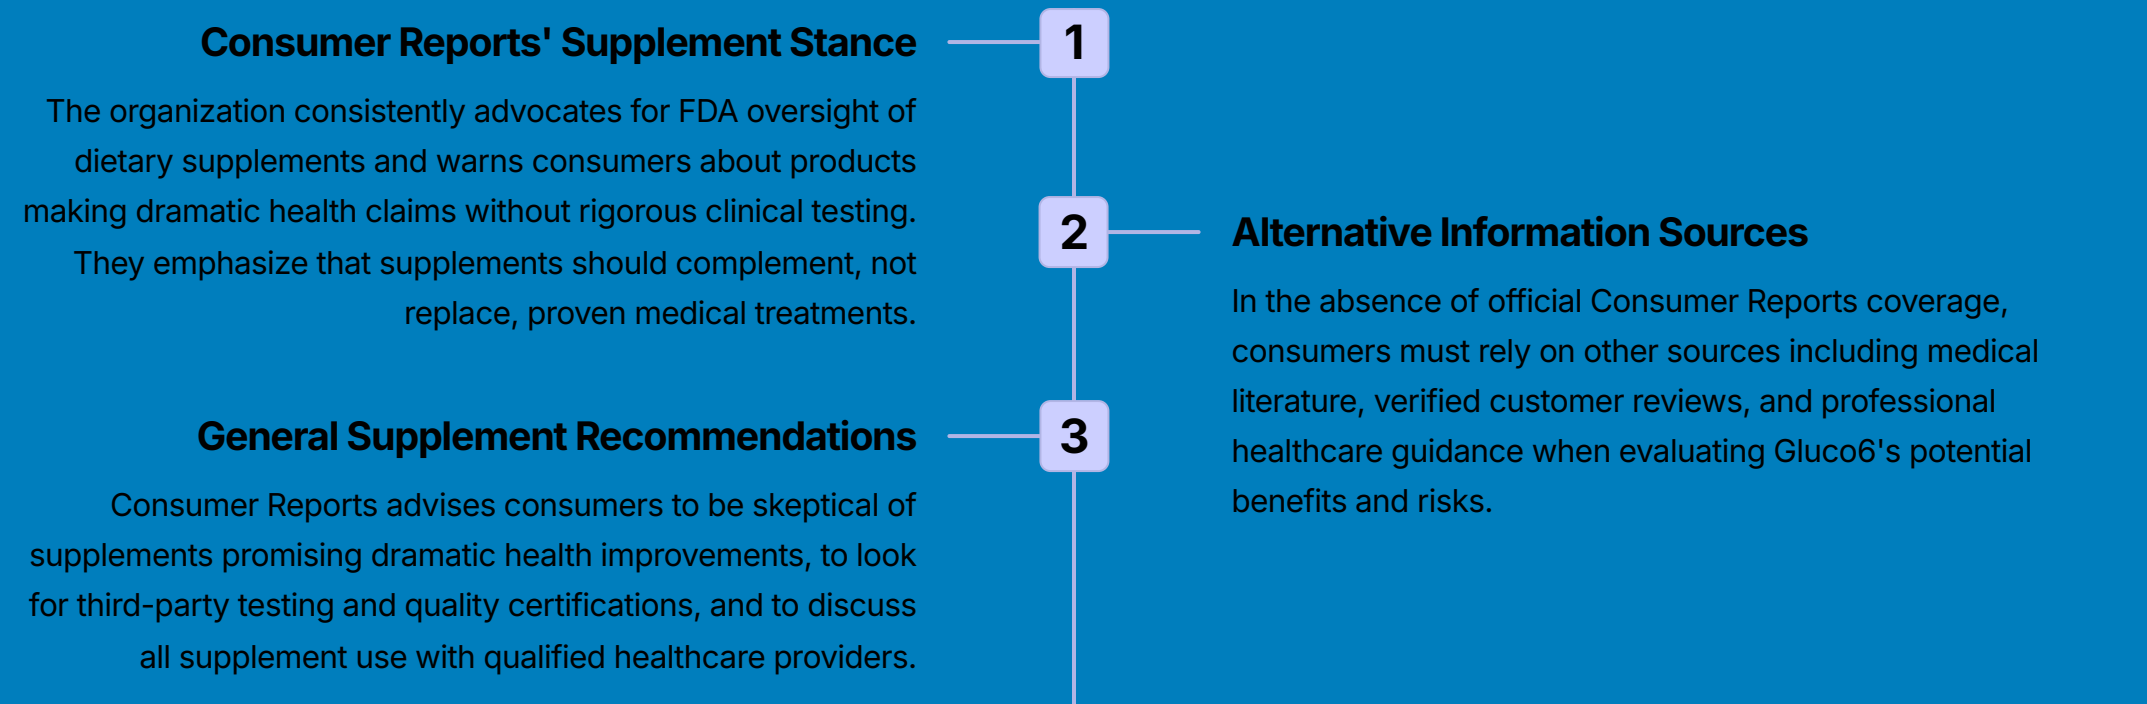 Consumer Reports' Supplement Stance
1
The organization consistently advocates for FDA oversight of
dietary supplements and warns consumers about products
making dramatic health claims without rigorous clinical testing.
They emphasize that supplements should complement, not
replace, proven medical treatments.
2
Alternative Information Sources
In the absence of official Consumer Reports coverage,
consumers must rely on other sources including medical
literature, verified customer reviews, and professional
healthcare guidance when evaluating Gluco6's potential
benefits and risks.
General Supplement Recommendations
3
Consumer Reports advises consumers to be skeptical of
supplements promising dramatic health improvements, to look
for third-party testing and quality certifications, and to discuss
all supplement use with qualified healthcare providers.